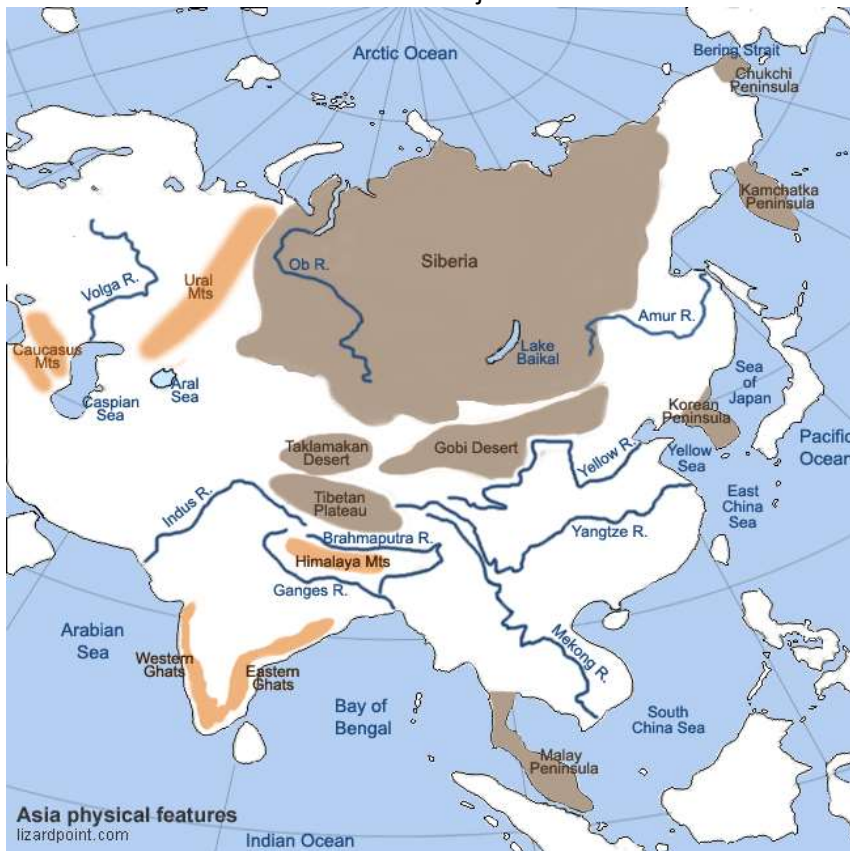 Arctic Ocean
Bering Strait
Chukchi
Peninsula
Kamchatka
Peninsula
Siberia
Ob R.
Ural
Mts
Volga R.
Amur R.
Lake
Baikal
Caucasus
Mts
Aral
Sea
Caspian
Sea
Sea
of
Japan
Korean
Peninsula
Pacific
Ocean
Taklamakan
Desert
Gobi Desert
Yellow R.
Yellow
Sea
Indus R.
Tibetan
Plateau
East
China
Sea
Brahmaputra R.
Yangtze R.
Himalaya Mts
Ganges R.
Arabian
Sea
Western
Ghats
Eastern
Ghats
Mekong R.
Bay of
Bengal
South
China Sea
Malay
Peninsula
Asia physical features
lizardpoint.com
Indian Ocean